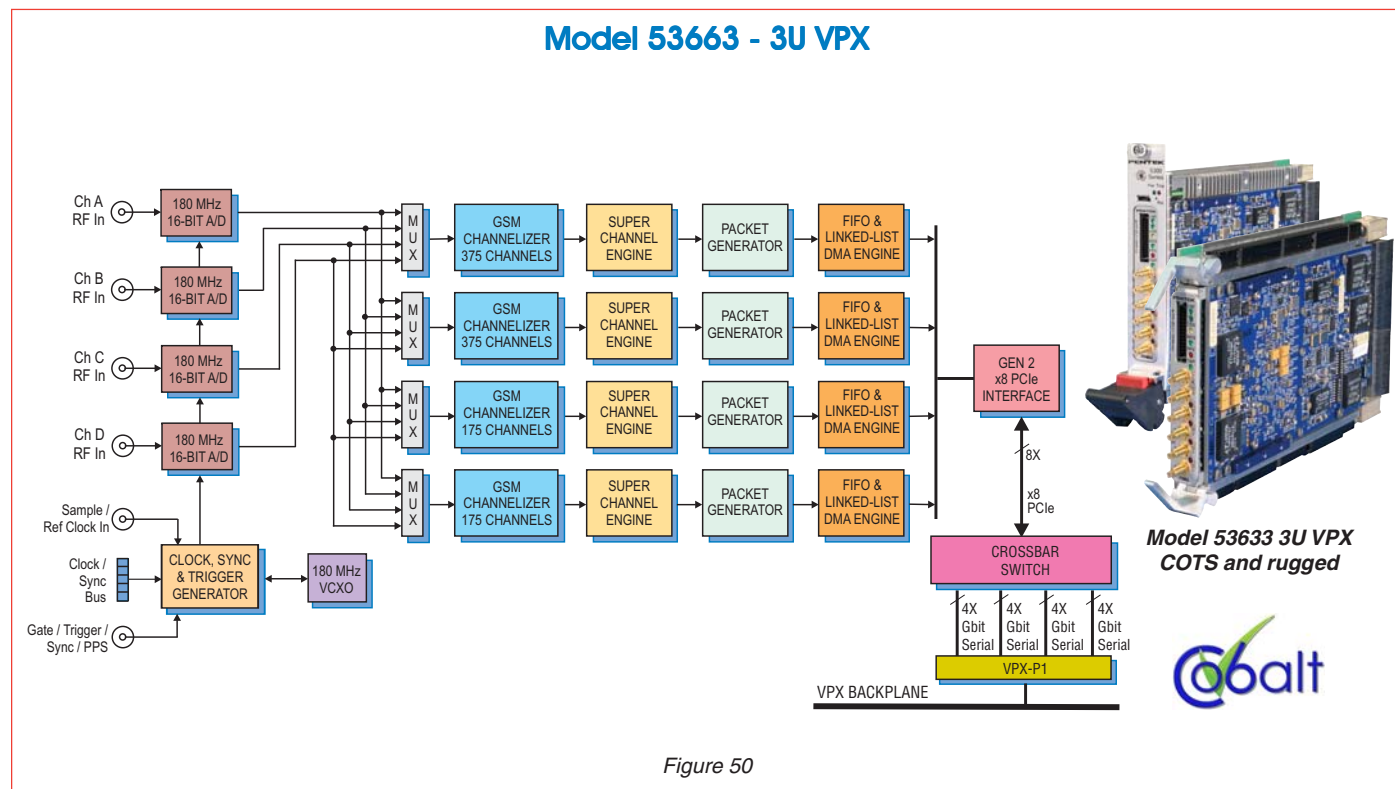 Model 53663 - 3U VPX
Ch A
RF In
180 MHz
16-BIT A/D
Ch B
RF In
180 MHz
16-BIT A/D
Ch C
RF In
180 MHz
16-BIT A/D
Ch D
RF In
180 MHz
16-BIT A/D
Sample /
Ref Clock In
Clock /
Sync
Bus
Gate / Trigger /
Sync / PPS
CLOCK, SYNC
& TRIGGER
GENERATOR
180 MHz
VCXO
M
U
X
GSM
CHANNELIZER
375 CHANNELS
SUPER
CHANNEL
ENGINE
PACKET
GENERATOR
FIFO &
LINKED-LIST
DMA ENGINE
M
U
X
GSM
CHANNELIZER
375 CHANNELS
SUPER
CHANNEL
ENGINE
PACKET
GENERATOR
FIFO &
LINKED-LIST
DMA ENGINE
M
U
X
GSM
CHANNELIZER
175 CHANNELS
SUPER
CHANNEL
ENGINE
PACKET
GENERATOR
FIFO &
LINKED-LIST
DMA ENGINE
M
U
X
GSM
CHANNELIZER
175 CHANNELS
SUPER
CHANNEL
ENGINE
PACKET
GENERATOR
FIFO &
LINKED-LIST
DMA ENGINE
GEN 2
x8 PCIe
INTERFACE
8X
x8
PCIe
CROSSBAR
SWITCH
4X
Gbit
Serial
4X
Gbit
Serial
4X
Gbit
Serial
4X
Gbit
Serial
VPX-P1
VPX BACKPLANE
PENTEK
Model 53633 3U VPX
COTS and rugged
Cobalt
Figure 50